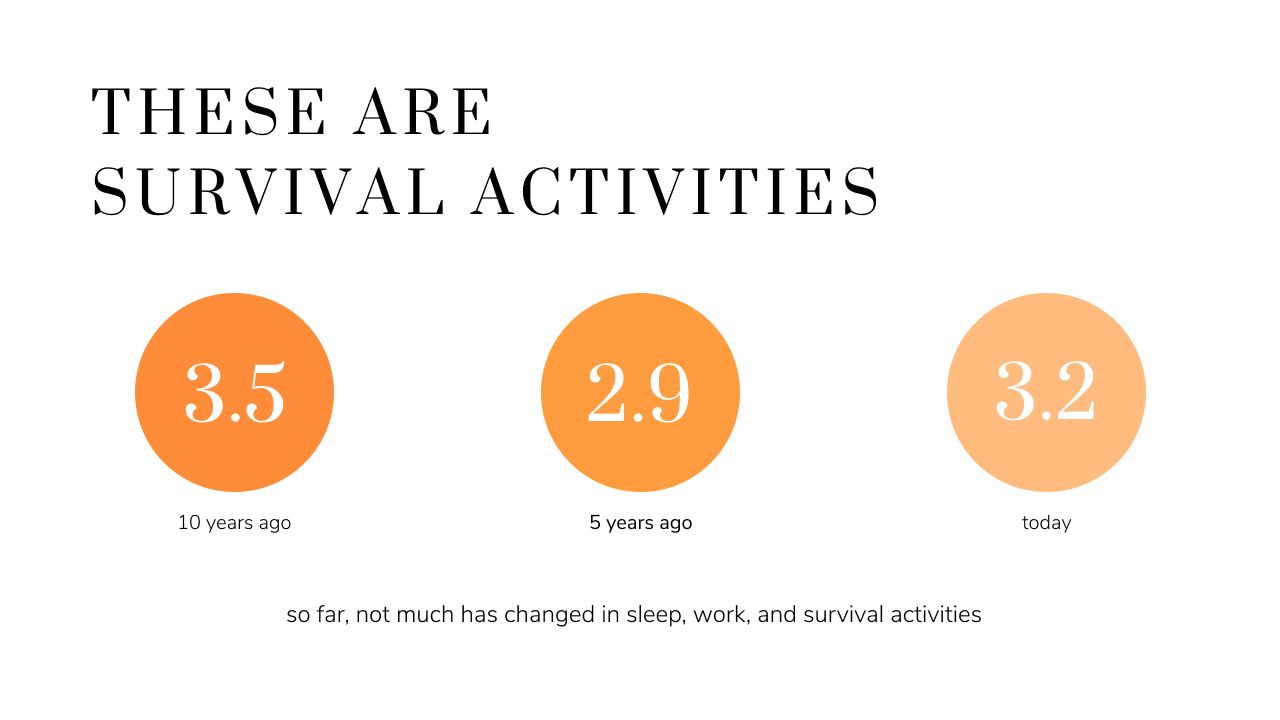 THESE ARE
SURVIVAL ACTIVITIES
3.5
2.9
3.2
10 years ago
5 years ago
today
so far, not much has changed in sleep, work, and survival activities